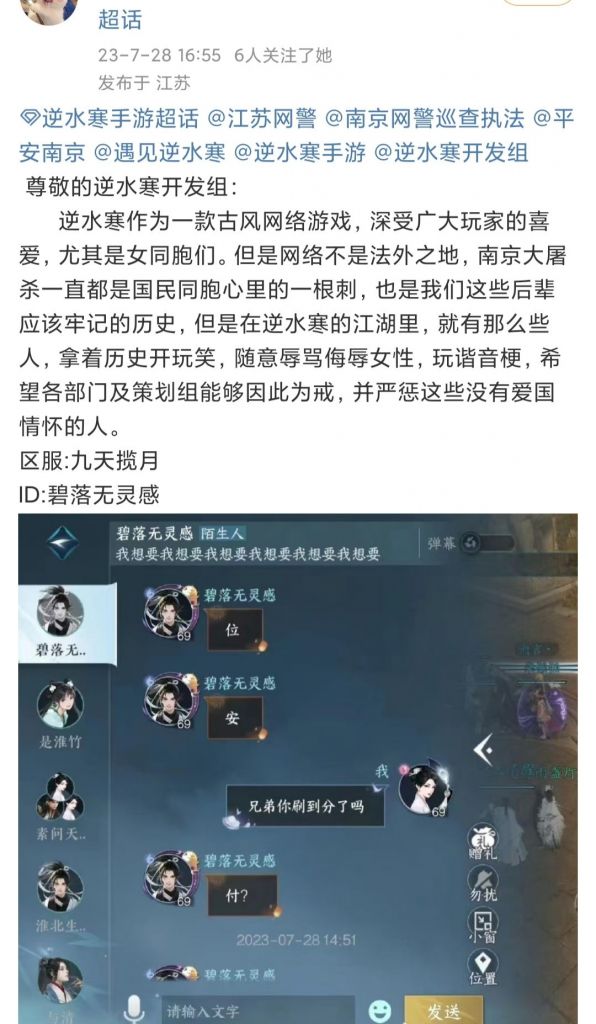 超话
23-7-28 16:55 6人关注了她
发布于 江苏
逆水寒手游超话 @江苏网警 @南京网警巡查执法 @平
安南京 @遇见逆水寒 @逆水寒手游 @逆水寒开发组
尊敬的逆水寒开发组：
逆水寒作为一款古风网络游戏，深受广大玩家的喜
爱，尤其是女同胞们。但是网络不是法外之地，南京大屠
杀一直都是国民同胞心里的一根刺，也是我们这些后辈
应该牢记的历史，但是在逆水寒的江湖里，就有那么些
人，拿着历史开玩笑，随意辱骂侮辱女性，玩谐音梗，希
望各部门及策划组能够因此为戒，并严惩这些没有爱国
情怀的人。
区服:九天揽月
ID:碧落无灵感
碧落无灵感 陌生人
我想要我想要我想要我想要我想要我想要
弹幕
碧落无..
碧落无灵感
69
位
是淮竹
碧落无灵感
69
安
我
兄弟你刷到分了吗
69
素问天..
赠礼
碧落无灵感
69
付？
勿扰
淮北生..
2023-07-28 14:51
小窗
碧落无灵感
位置
与清
请输入文字
发送